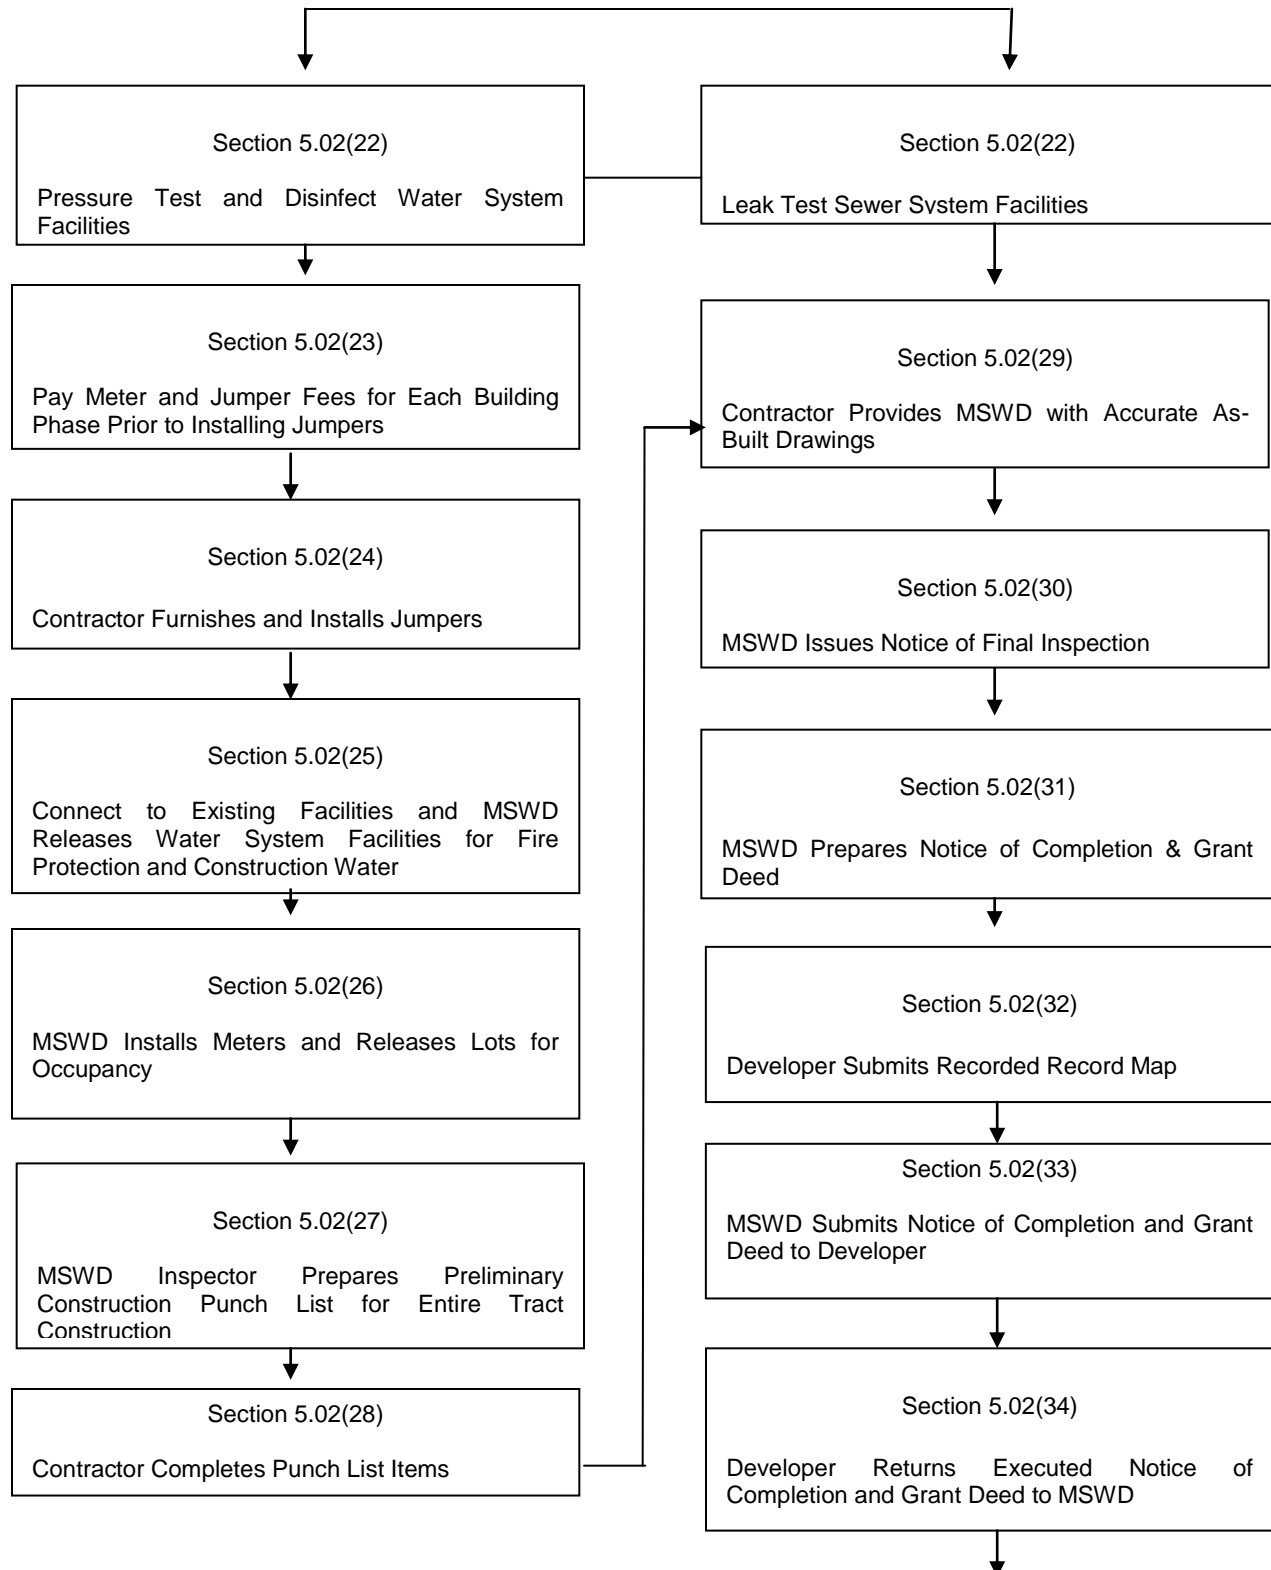 Section 5.02(22)
Pressure Test and Disinfect Water System
Facilities
Section 5.02(23)
Pay Meter and Jumper Fees for Each Building
Phase Prior to Installing Jumpers
Section 5.02(24)
Contractor Furnishes and Installs Jumpers
Section 5.02(25)
Connect to Existing Facilities and MSWD
Releases Water System Facilities for Fire
Protection and Construction Water
Section 5.02(26)
MSWD Installs Meters and Releases Lots for
Occupancy
Section 5.02(27)
MSWD Inspector Prepares Preliminary
Construction Punch List for Entire Tract
Construction
Section 5.02(28)
Contractor Completes Punch List Items
Section 5.02(22)
Leak Test Sewer System Facilities
Section 5.02(29)
Contractor Provides MSWD with Accurate As-
Built Drawings
Section 5.02(30)
MSWD Issues Notice of Final Inspection
Section 5.02(31)
MSWD Prepares Notice of Completion & Grant
Deed
Section 5.02(32)
Developer Submits Recorded Record Map
Section 5.02(33)
MSWD Submits Notice of Completion and Grant
Deed to Developer
Section 5.02(34)
Developer Returns Executed Notice of
Completion and Grant Deed to MSWD